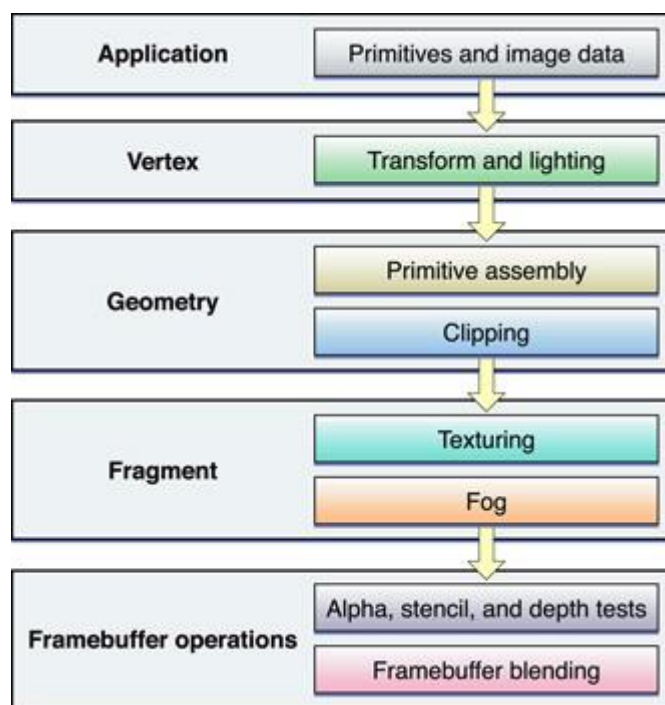 Application
Primitives and image data
Vertex
Transform and lighting
Geometry
Primitive assembly
Clipping
Fragment
Texturing
Fog
Framebuffer operations
Alpha, stencil, and depth tests
Framebuffer blending